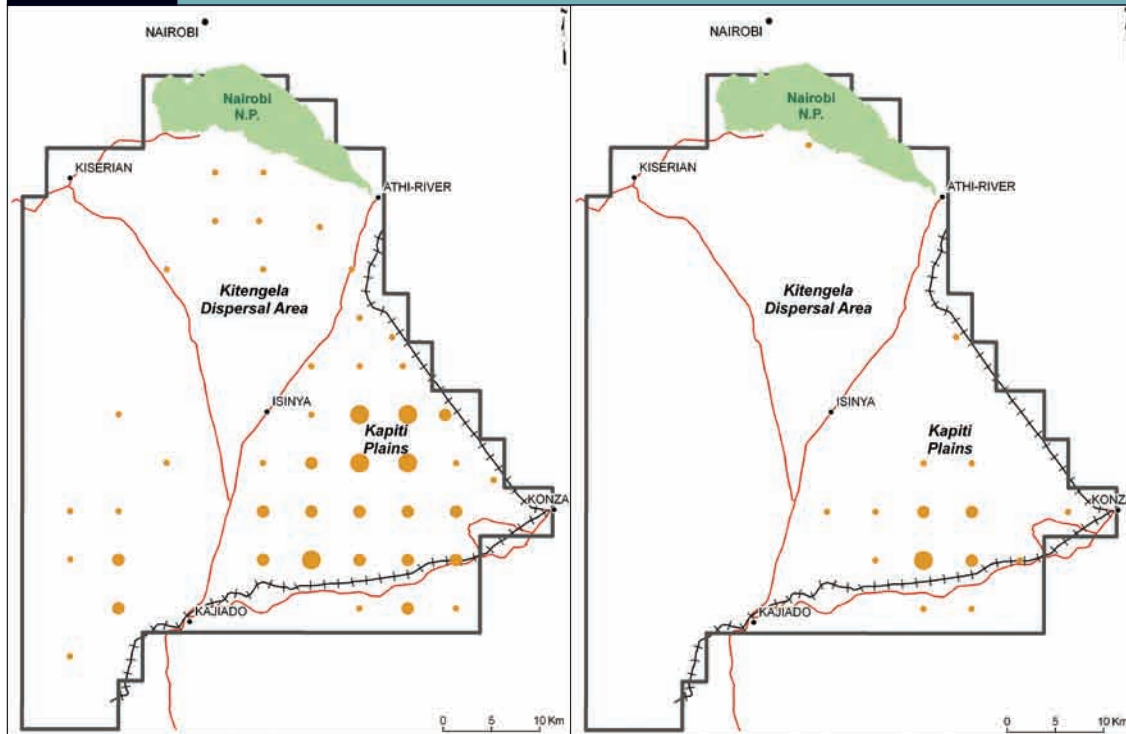 NAIROBI
Nairobi
N.P.
KISERIAN
ATHI-RIVER
Kitengela
Dispersal Area
ISINYA
Kapiti
Plains
KONZA
KAJIADO
0 5 10 Km
NAIROBI
Nairobi
N.P.
KISERIAN
ATHI-RIVER
Kitengela
Dispersal Area
ISINYA
Kapiti
Plains
KONZA
KAJIADO
0 5 10 Km